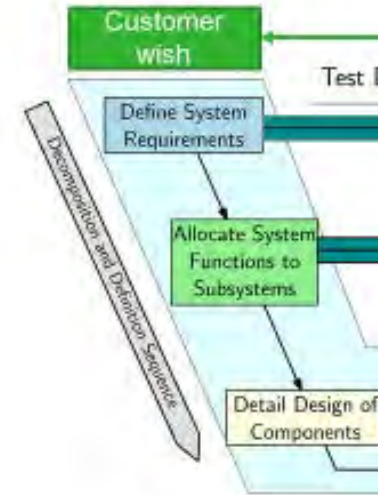 Customer
wish
Test
Define System
Requirements
Decomposition and Definition Sequence
Allocate System
Functions to
Subsystems
Detail Design of
Components